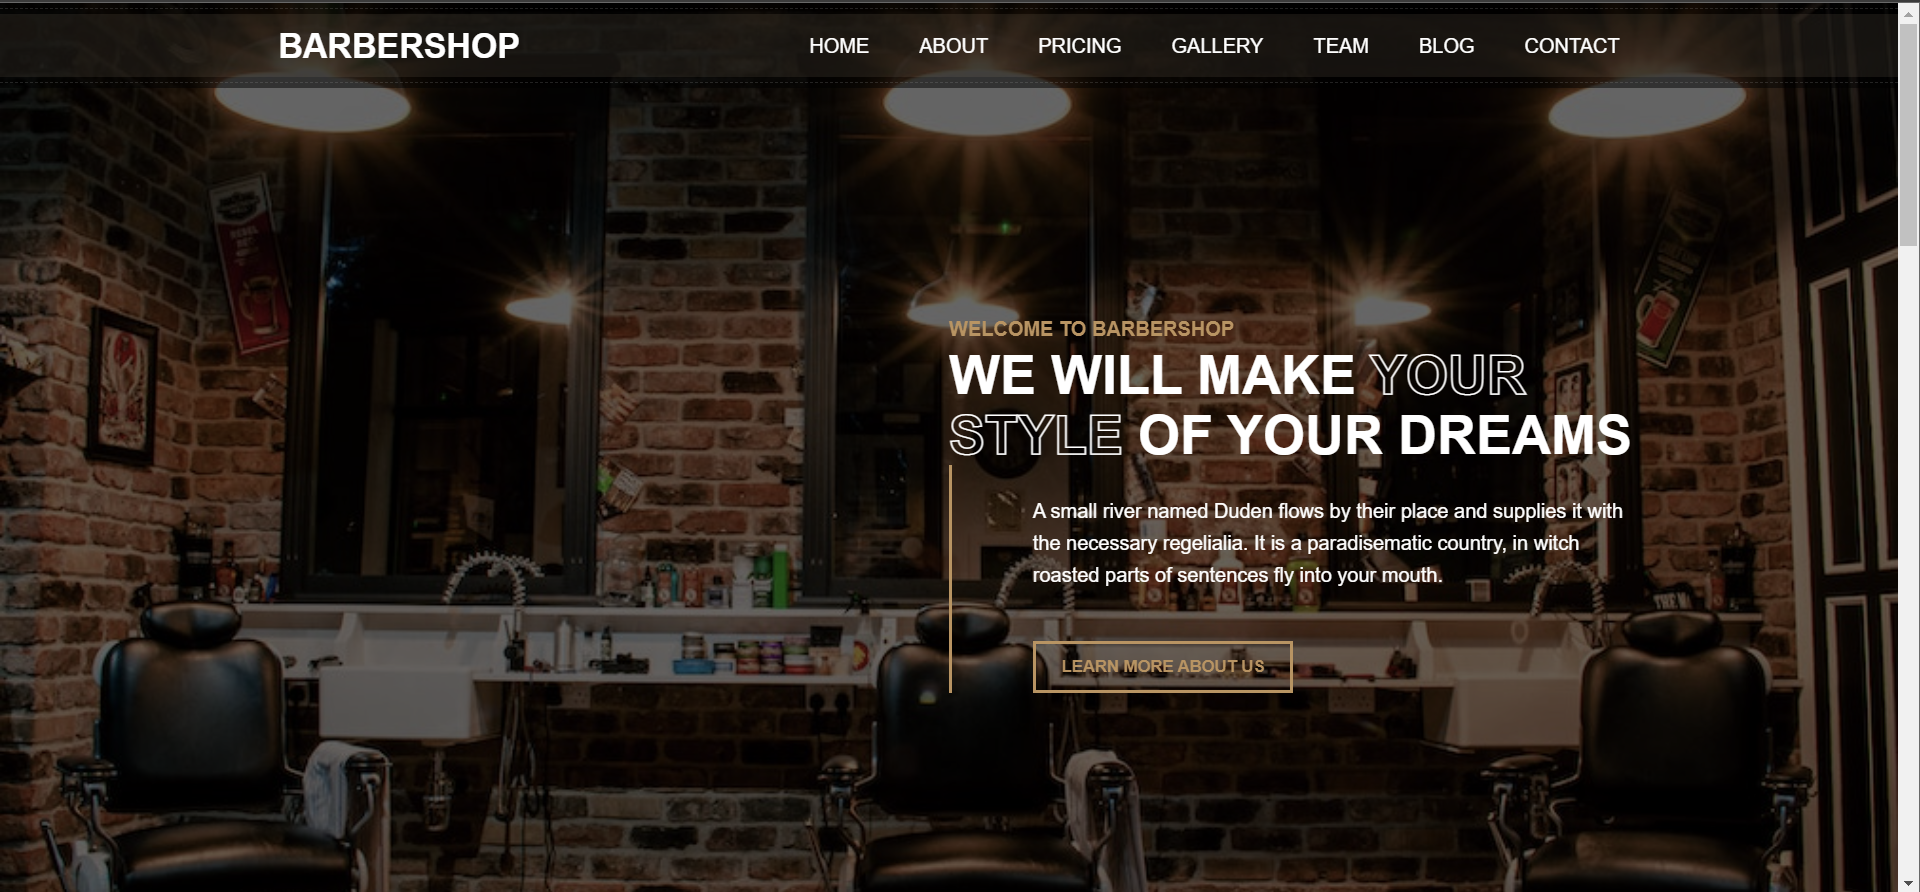 BARBERSHOP
HOME ABOUT PRICING GALLERY TEAM BLOG CONTACT
WELCOME TO BARBERSHOP
WE WILL MAKE YOUR
STYLE OF YOUR DREAMS
A small river named Duden flows by their place and supplies it with
the necessary regelialia. It is a paradisematic country, in witch
roasted parts of sentences fly into your mouth.
LEARN MORE ABOUT US